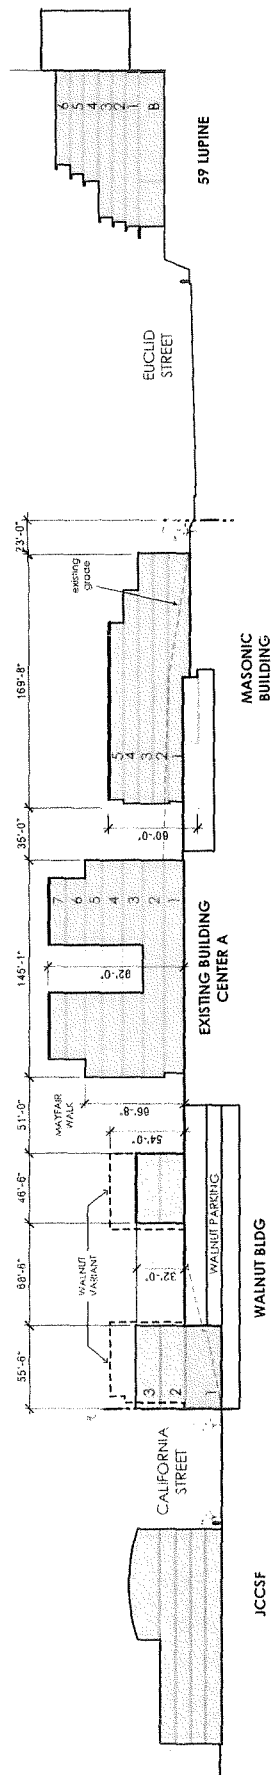 55'-6"
68'-6"
46'-6"
51'-0"
145'-1"
35'-0"
169'-8"
23'-0"
WALNUT
VARIANT
MAYFAIR
WALK
32'-0"
54'-0"
66'-8"
92'-0"
60'-0"
existing
grade
CALIFORNIA
STREET
3
2
1
WALNUT PARKING
7
6
5
4
3
2
1
5
4
3
2
1
EUCLID
STREET
6
5
4
3
2
1
B
JCCSF
WALNUT BLDG
EXISTING BUILDING
CENTER A
MASONIC
BUILDING
59 LUPINE